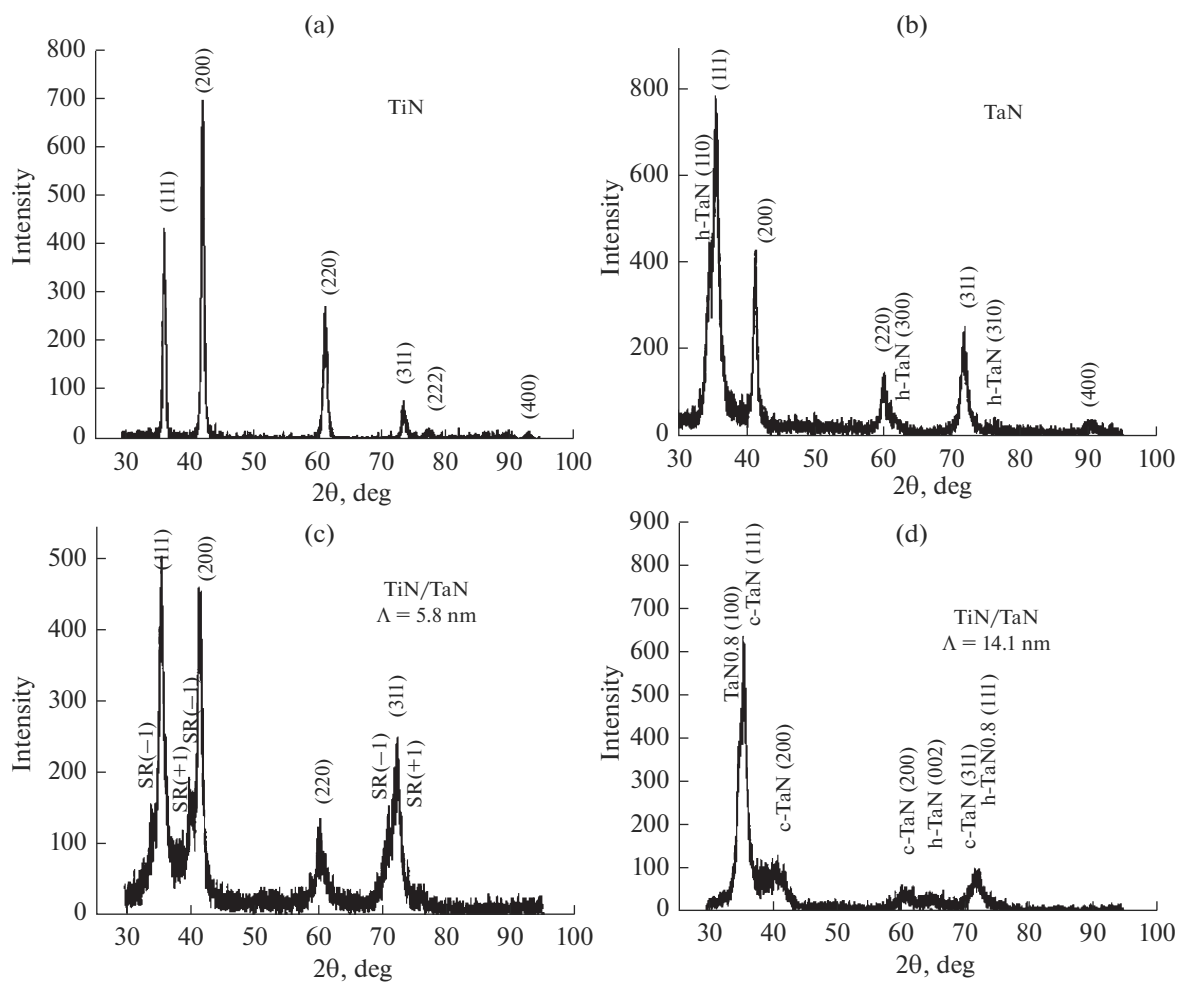 (a)
800
700
600
500
400
300
200
100
0
Intensity
(111)
(200)
(220)
(311)
(222)
(400)
TiN
30 40 50 60 70 80 90 100
2θ, deg
(b)
800
600
400
200
0
Intensity
h-TaN (110)
(111)
(200)
(220)
h-TaN (300)
(311)
h-TaN (310)
(400)
TaN
30 40 50 60 70 80 90 100
2θ, deg
(c)
500
400
300
200
100
0
Intensity
SR(−1)
(111)
SR(+1)
SR(−1)
(200)
(220)
SR(−1)
(311)
SR(+1)
TiN/TaN
Λ = 5.8 nm
30 40 50 60 70 80 90 100
2θ, deg
(d)
900
800
700
600
500
400
300
200
100
0
Intensity
TaN0.8 (100)
c-TaN (111)
c-TaN (200)
c-TaN (200)
h-TaN (002)
c-TaN (311)
h-TaN0.8 (111)
TiN/TaN
Λ = 14.1 nm
30 40 50 60 70 80 90 100
2θ, deg